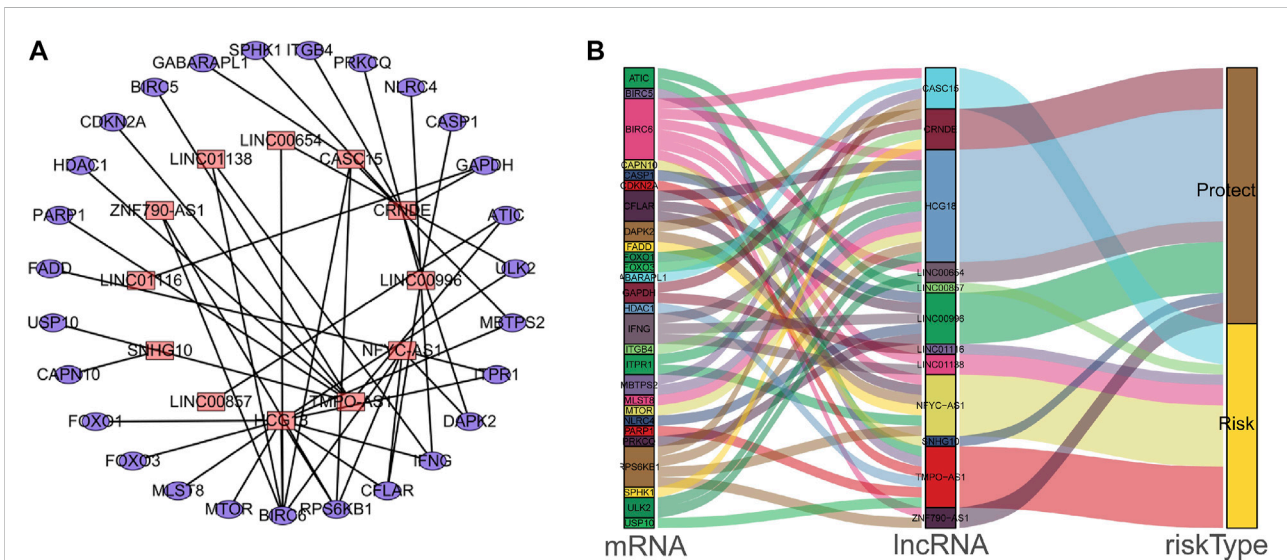 A
SPHK1
ITGB4
GABARAPL1
PRKCQ
BIRC5
NLRC4
CDKN2A
CASP1
LINC00654
HDAC1
LINC01138
CASC15
GAPDH
PARP1
ZNF790-AS1
CRNDE
ATIC
FADD
LINC01116
LINC00996
ULK2
USP10
SNHG10
NFYC-AS1
MBTPS2
CAPN10
ITPR1
LINC00857
TMPO-AS1
FOXO1
HCG18
DAPK2
FOXO3
IFNG
MLST8
CFLAR
MTOR
BIRC6
RPS6KB1
B
ATIC
BIRC5
BIRC6
CAPN10
CASP1
CDKN2A
CFLAR
DAPK2
FADD
FOXO1
FOXO3
ABARAPL1
GAPDH
HDAC1
IFNG
ITGB4
ITPR1
MBTPS2
MLST8
MTOR
NLRC4
PARP1
PRKCQ
RPS6KB1
SPHK1
ULK2
USP10
mRNA
CASC15
CRNDE
HCG18
LINC00654
LINC00857
LINC00996
LINC01116
LINC01138
NFYC-AS1
SNHG10
TMPO-AS1
ZNF790-AS1
lncRNA
Protect
Risk
riskType